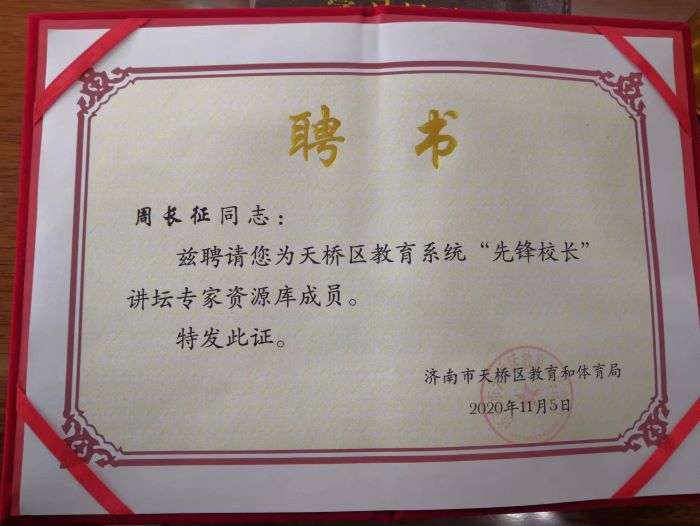 聘书
周长征同志：
兹聘请您为天桥区教育系统“先锋校长”
讲坛专家资源库成员。
特发此证。
济南市天桥区教育和体育局
2020年11月5日